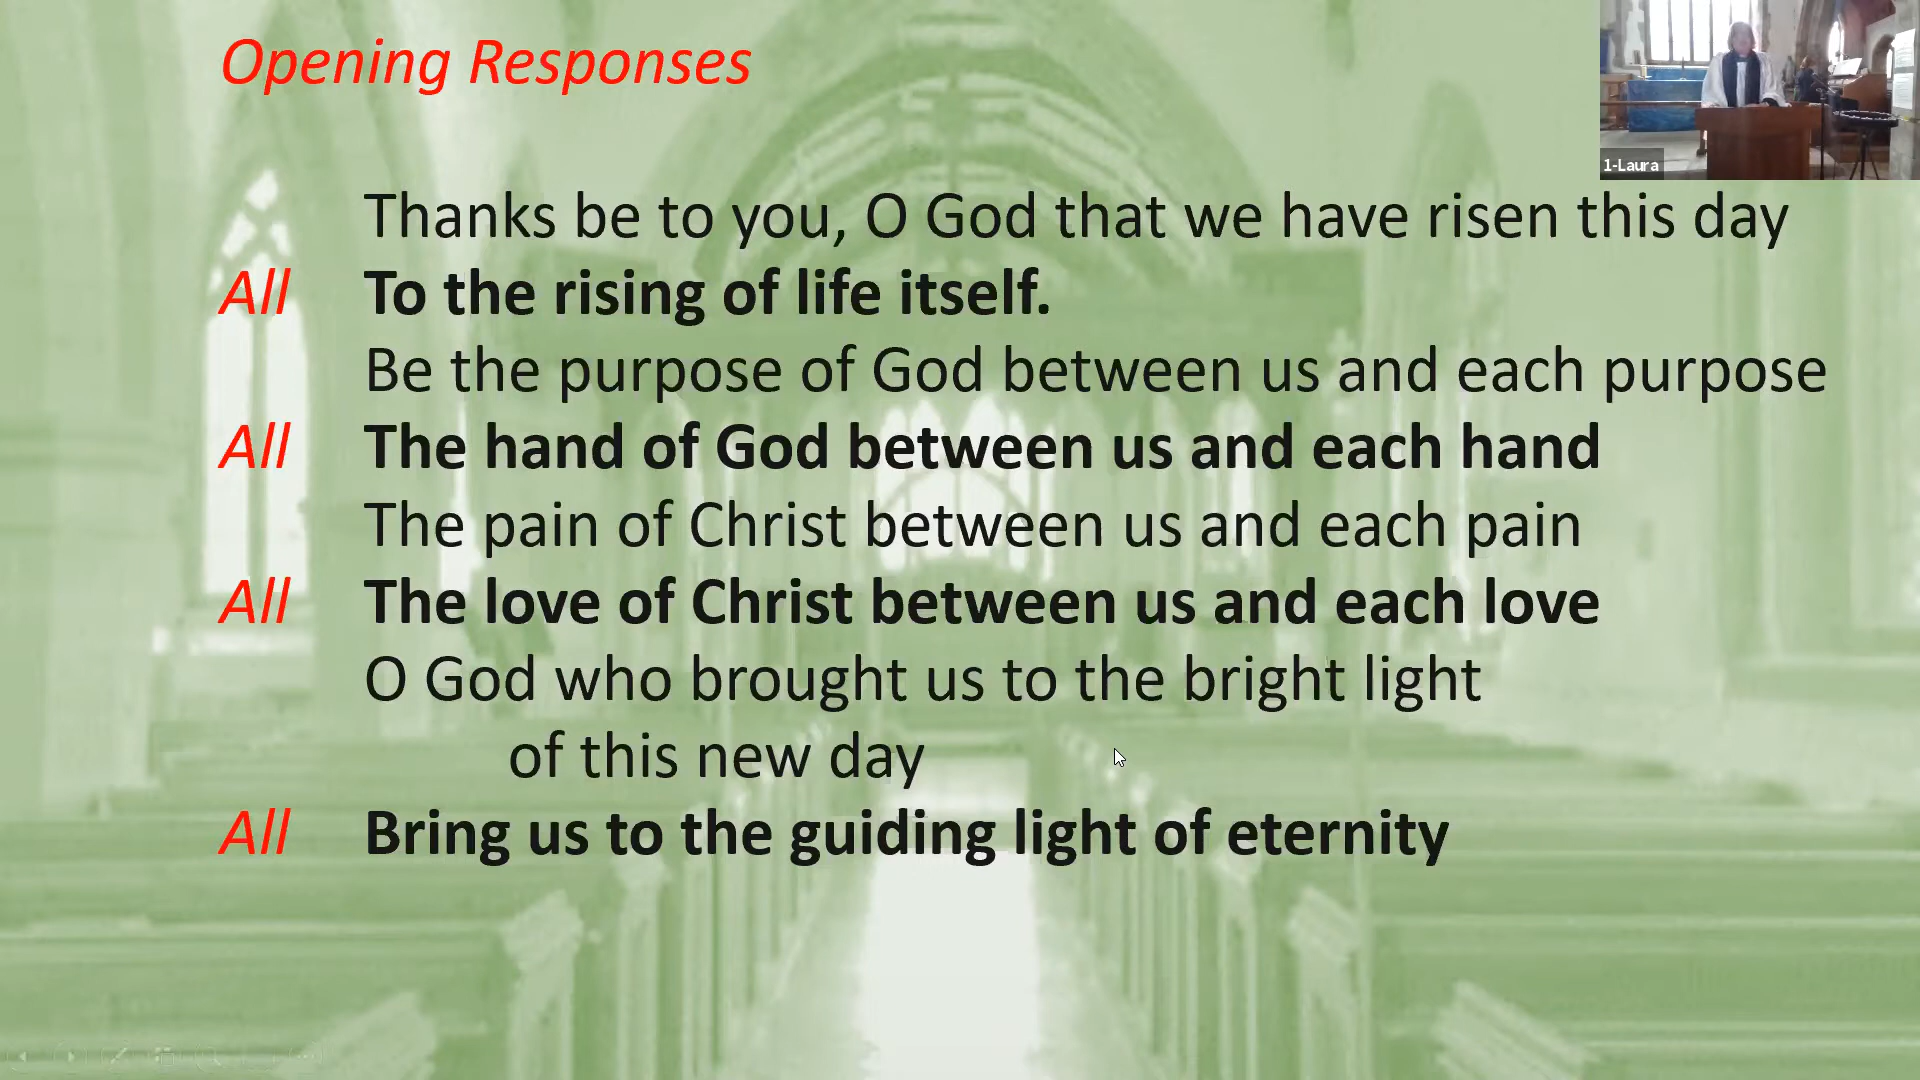 Opening Responses
1-Laura
Thanks be to you, O God that we have risen this day
All To the rising of life itself.
Be the purpose of God between us and each purpose
All The hand of God between us and each hand
The pain of Christ between us and each pain
All The love of Christ between us and each love
O God who brought us to the bright light
of this new day
All Bring us to the guiding light of eternity